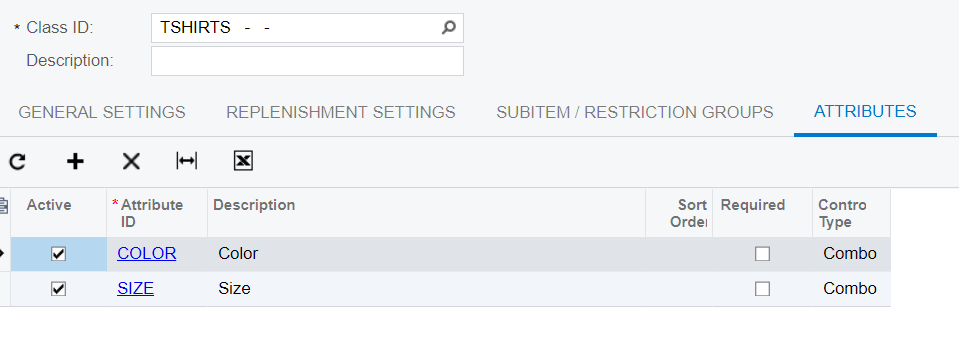 * Class ID: TSHIRTS - -
Description:
GENERAL SETTINGS REPLENISHMENT SETTINGS SUBITEM / RESTRICTION GROUPS ATTRIBUTES
Active * Attribute ID Description Sort Order Required Contro Type
COLOR Color Combo
SIZE Size Combo